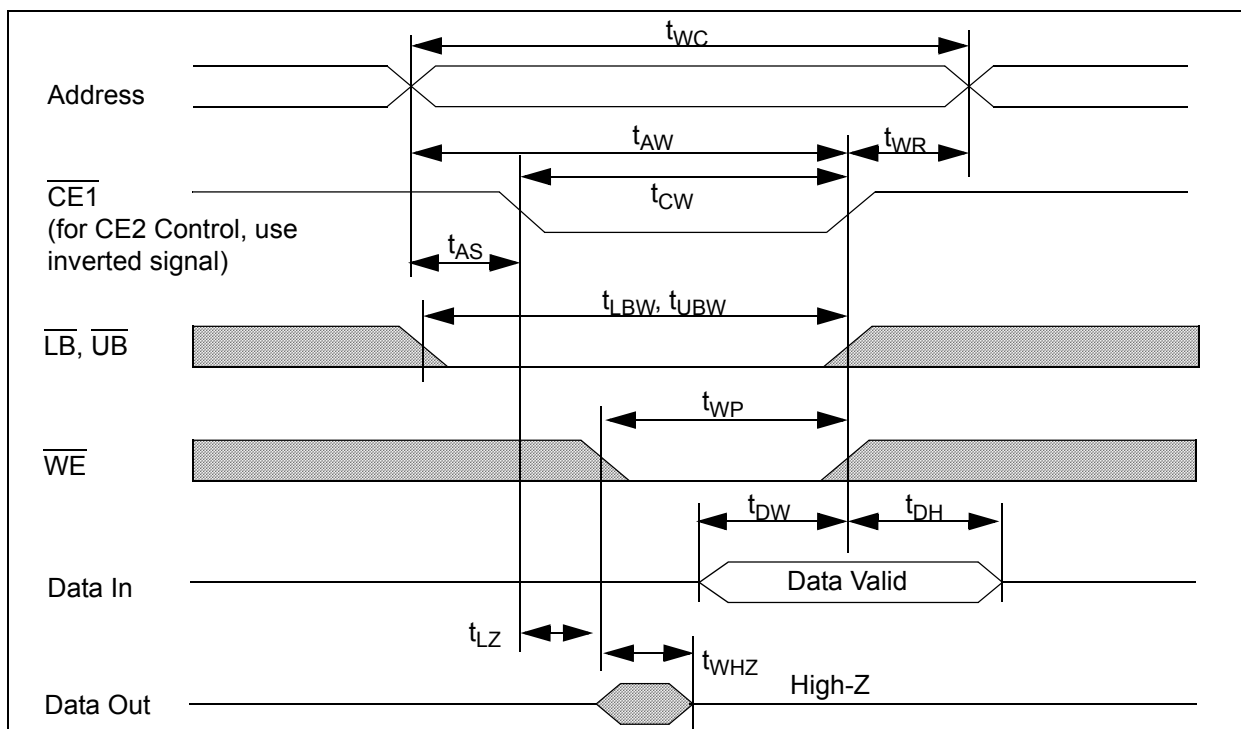 tWC
Address
tAW
tWR
CE1
(for CE2 Control, use
inverted signal)
tCW
tAS
tLBW, tUBW
LB, UB
tWP
WE
tDW
tDH
Data In
Data Valid
tLZ
tWHZ
Data Out
High-Z